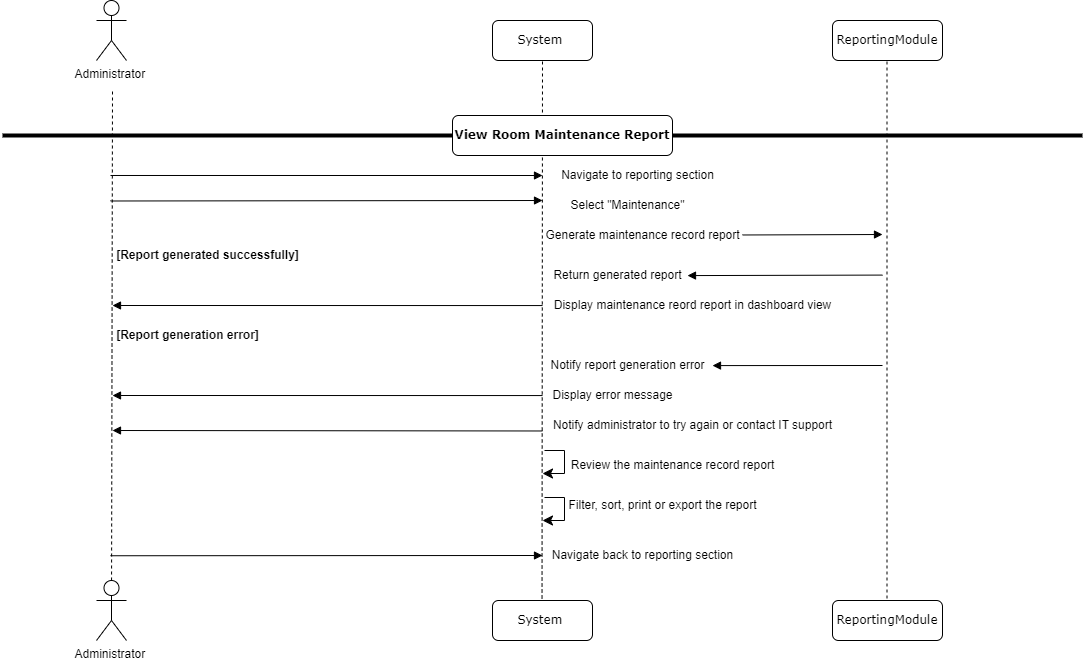 System
ReportingModule
Administrator
View Room Maintenance Report
Navigate to reporting section
Select "Maintenance"
Generate maintenance record report
[Report generated successfully]
Return generated report
Display maintenance reord report in dashboard view
[Report generation error]
Notify report generation error
Display error message
Notify administrator to try again or contact IT support
Review the maintenance record report
Filter, sort, print or export the report
Navigate back to reporting section
System
ReportingModule
Administrator